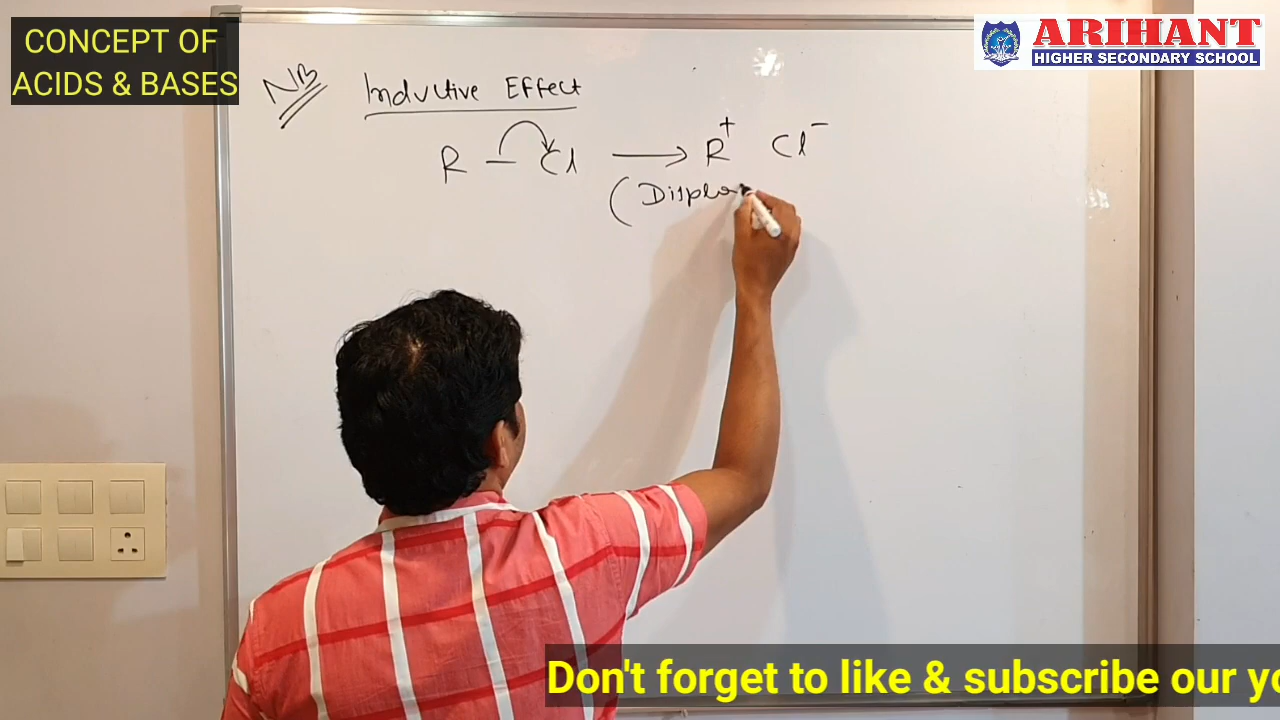 CONCEPT OF
ACIDS & BASES
ARIHANT
HIGHER SECONDARY SCHOOL
NB
Inductive Effect
R — Cl ⟶ R⁺ Cl⁻
( Displa
Don't forget to like & subscribe our yo